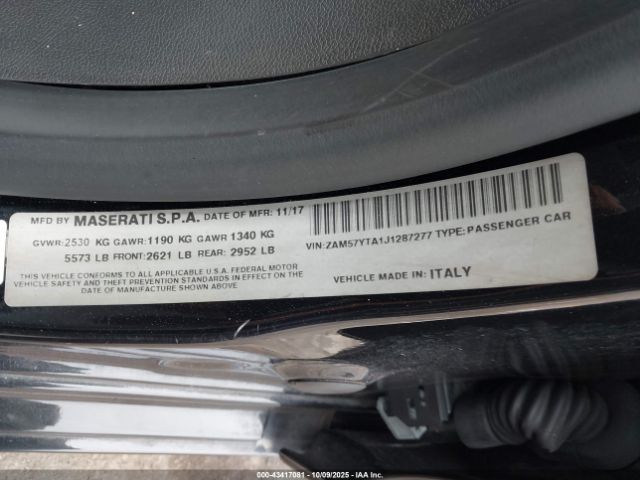 MFD BY MASERATI S.P.A. DATE OF MFR: 11/17
GVWR:2530 KG GAWR:1190 KG GAWR 1340 KG
5573 LB FRONT:2621 LB REAR: 2952 LB
THIS VEHICLE CONFORMS TO ALL APPLICABLE U.S.A. FEDERAL MOTOR
VEHICLE SAFETY AND THEFT PREVENTION STANDARDS IN EFFECT ON
DATE OF MANUFACTURE SHOWN ABOVE.
VIN:ZAM57YTA1J1287277 TYPE: PASSENGER CAR
VEHICLE MADE IN: ITALY
000-43417081 - 10/09/2025 - IAAI.COM